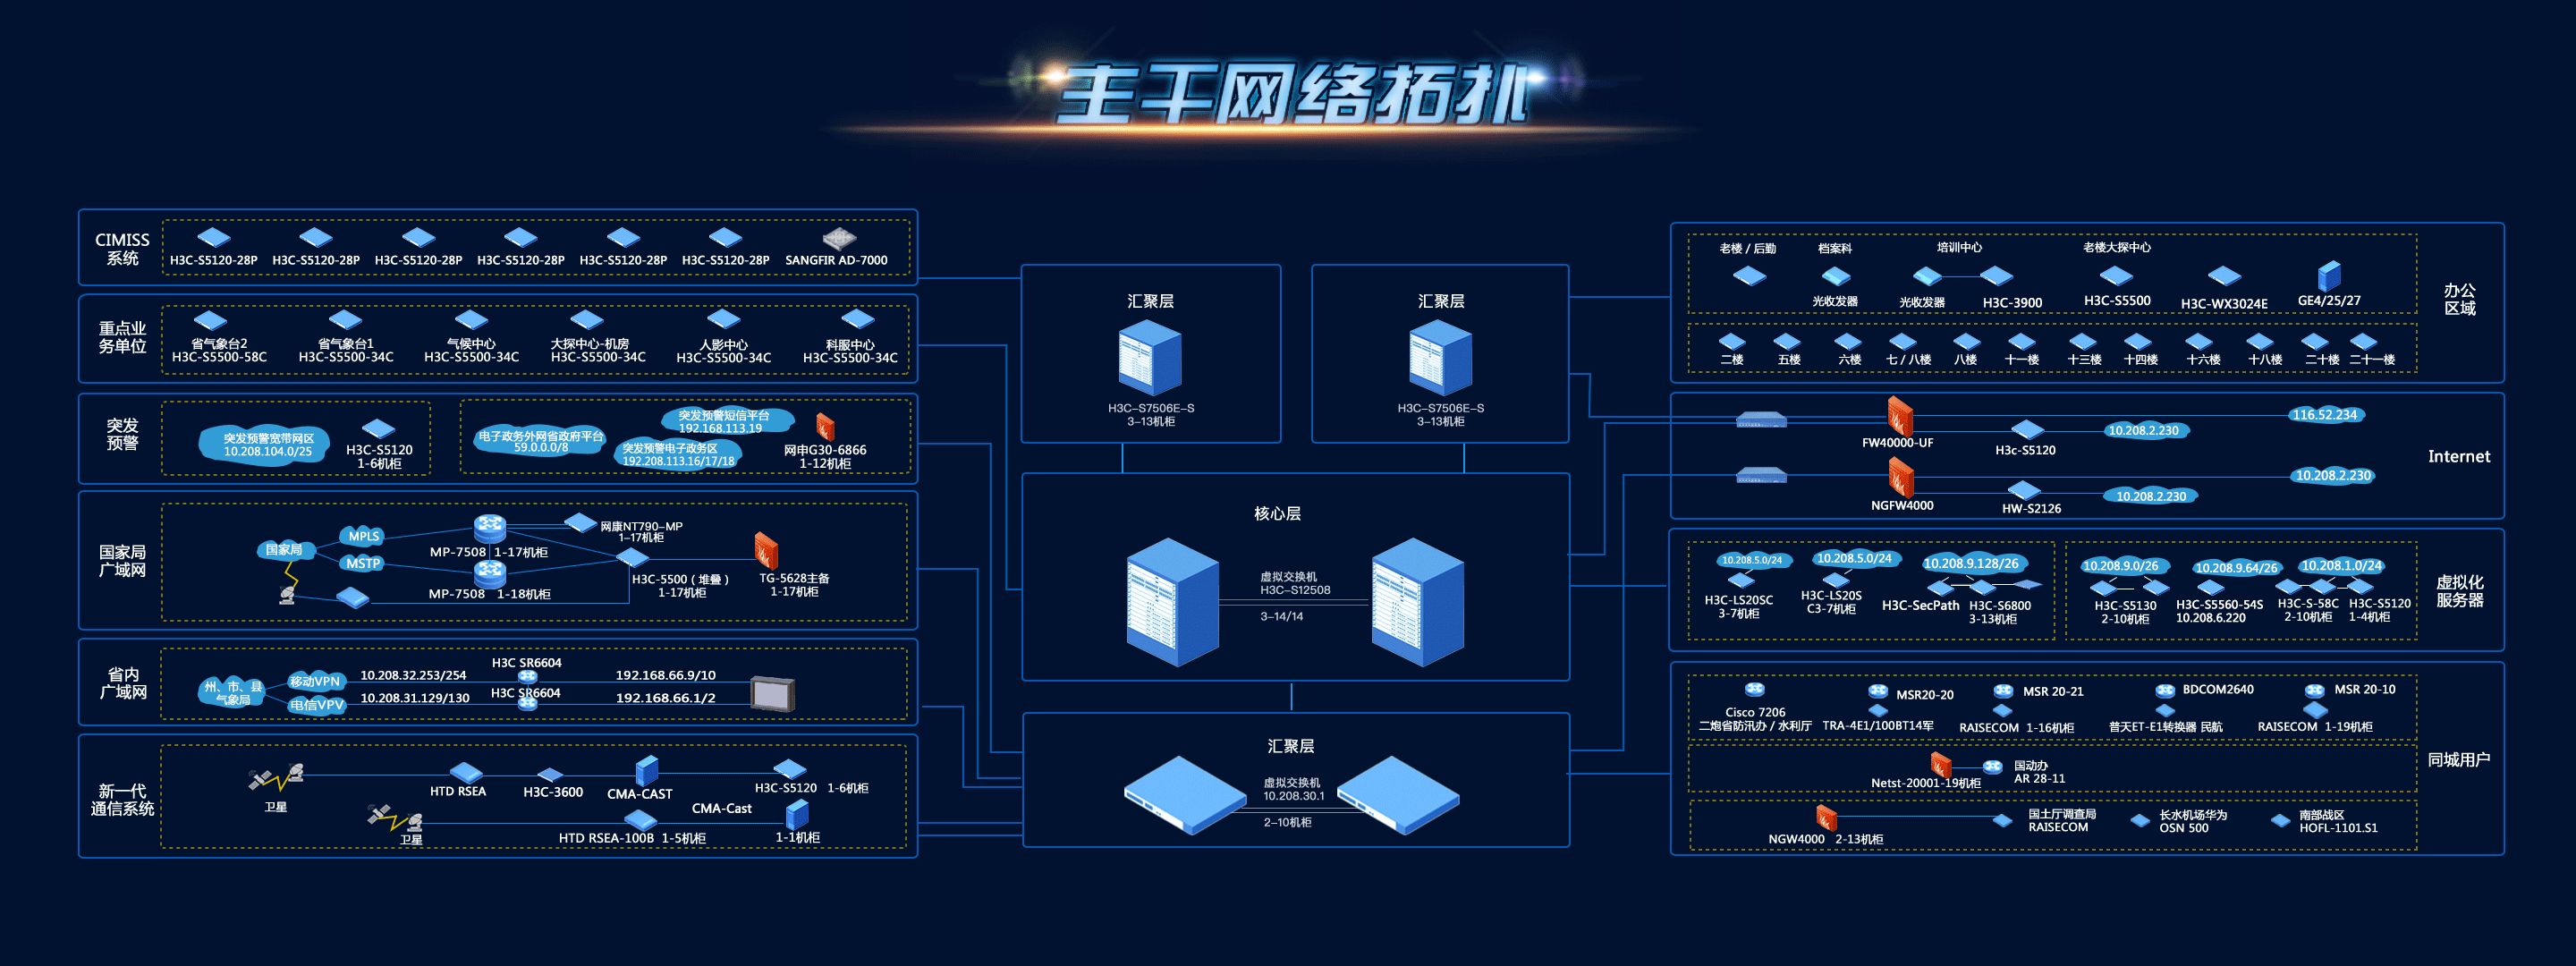 主干网络拓扑
CIMISS
系统
H3C-S5120-28P H3C-S5120-28P H3C-S5120-28P H3C-S5120-28P H3C-S5120-28P H3C-S5120-28P SANGFIR AD-7000
重点业
务单位
省气象台2 省气象台1 气候中心 大探中心-机房 人影中心 科服中心
H3C-S5500-58C H3C-S5500-34C H3C-S5500-34C H3C-S5500-34C H3C-S5500-34C H3C-S5500-34C
突发
预警
突发预警宽带网区
10.208.104.0/25
H3C-S5120
1-6机柜
突发预警短信平台
192.168.113.19
电子政务外网省政府平台
59.0.0.0/8
突发预警电子政务区
192.208.113.16/17/18
网申G30-6866
1-12机柜
国家局
广域网
国家局
MPLS
MSTP
MP-7508 1-17机柜
MP-7508 1-18机柜
网康NT790-MP
1-17机柜
H3C-5500（堆叠）
1-17机柜
TG-5628主备
1-17机柜
省内
广域网
州、市、县
气象局
移动VPN
电信VPV
10.208.32.253/254
10.208.31.129/130
H3C SR6604
H3C SR6604
192.168.66.9/10
192.168.66.1/2
新一代
通信系统
卫星
HTD RSEA
H3C-3600
CMA-CAST
H3C-S5120 1-6机柜
卫星
HTD RSEA-100B 1-5机柜
CMA-Cast
1-1机柜
汇聚层
H3C-S7506E-S
3-13机柜
汇聚层
H3C-S7506E-S
3-13机柜
核心层
虚拟交换机
H3C-S12508
3-14/14
汇聚层
虚拟交换机
10.208.30.1
2-10机柜
办公
区域
老楼 / 后勤 档案科 培训中心 老楼大探中心
光收发器 光收发器 H3C-3900 H3C-S5500 H3C-WX3024E GE4/25/27
二楼 五楼 六楼 七 / 八楼 八楼 十一楼 十三楼 十四楼 十六楼 十八楼 二十楼 二十一楼
Internet
FW40000-UF
H3c-S5120
10.208.2.230
116.52.234
NGFW4000
HW-S2126
10.208.2.230
10.208.2.230
虚拟化
服务器
10.208.5.0/24
H3C-LS20SC
3-7机柜
10.208.5.0/24
H3C-LS20S
C3-7机柜
10.208.9.128/26
H3C-SecPath H3C-S6800
3-13机柜
10.208.9.0/26
H3C-S5130
2-10机柜
10.208.9.64/26
H3C-S5560-54S
10.208.6.220
10.208.1.0/24
H3C-S-58C
2-10机柜
H3C-S5120
1-4机柜
同城用户
Cisco 7206
二炮省防汛办 / 水利厅
MSR20-20
TRA-4E1/100BT14军
MSR 20-21
RAISECOM 1-16机柜
BDCOM2640
普天ET-E1转换器 民航
MSR 20-10
RAISECOM 1-19机柜
Netst-20001-19机柜
国动办
AR 28-11
NGW4000 2-13机柜
国土厅调查局
RAISECOM
长水机场华为
OSN 500
南部战区
HOFL-1101.S1